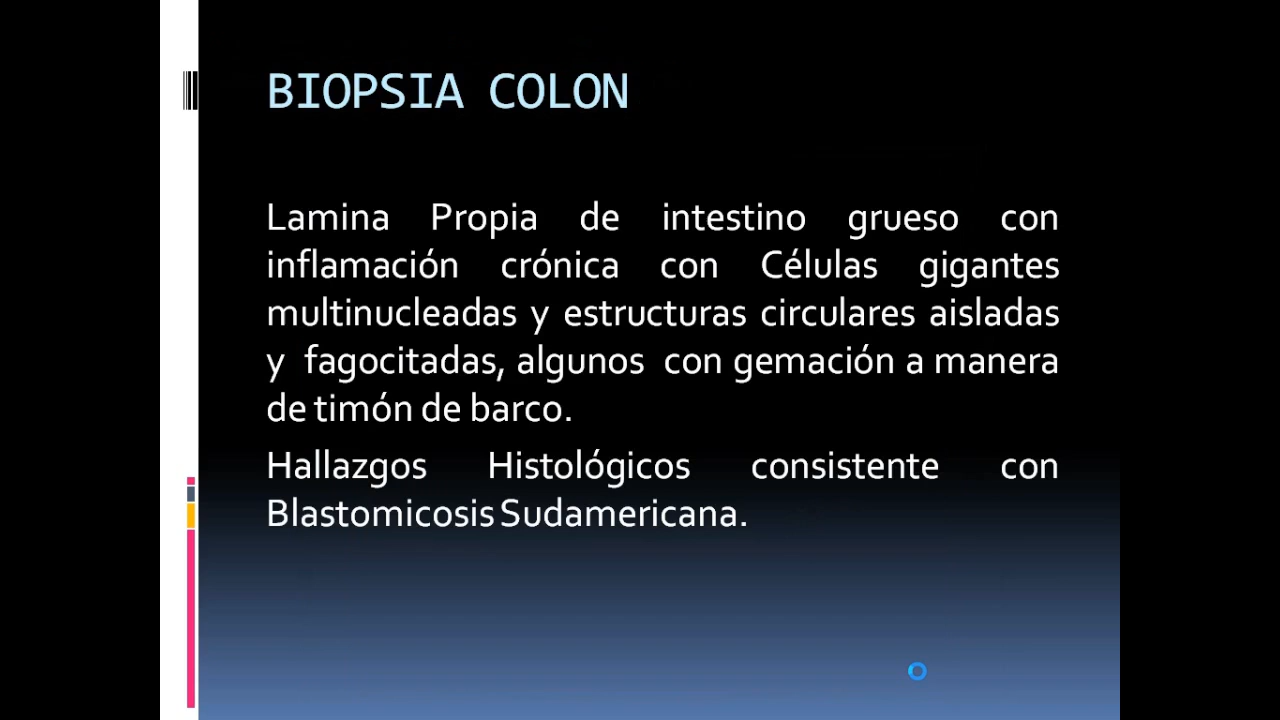 BIOPSIA COLON
Lamina Propia de intestino grueso con
inflamación crónica con Células gigantes
multinucleadas y estructuras circulares aisladas
y fagocitadas, algunos con gemación a manera
de timón de barco.
Hallazgos Histológicos consistente con
Blastomicosis Sudamericana.